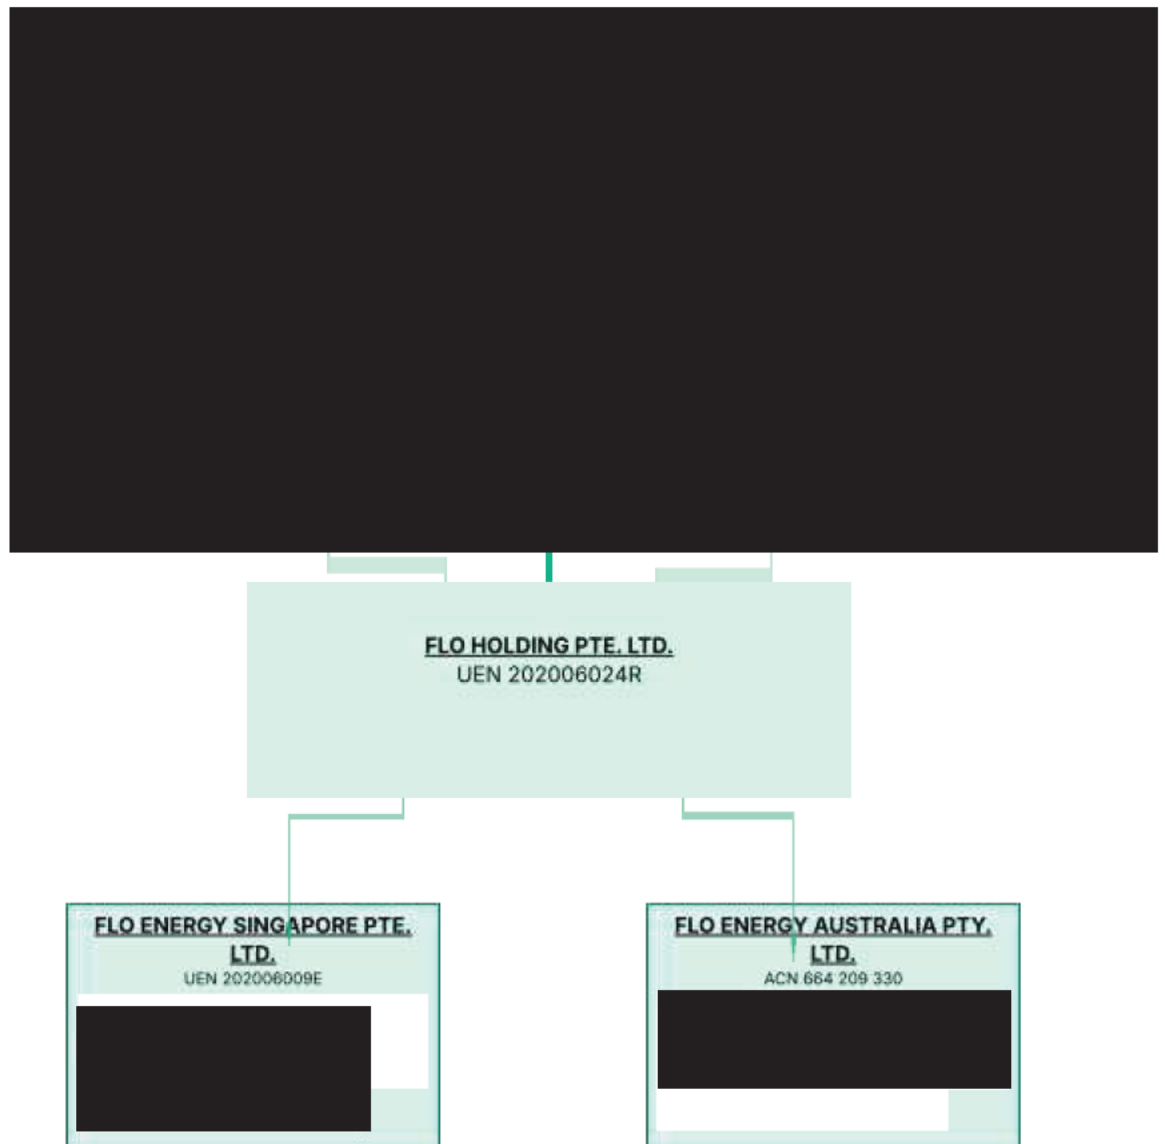 FLO HOLDING PTE. LTD.
UEN 202006024R
FLO ENERGY SINGAPORE PTE.
LTD.
UEN 202006009E
FLO ENERGY AUSTRALIA PTY.
LTD.
ACN 664 209 330